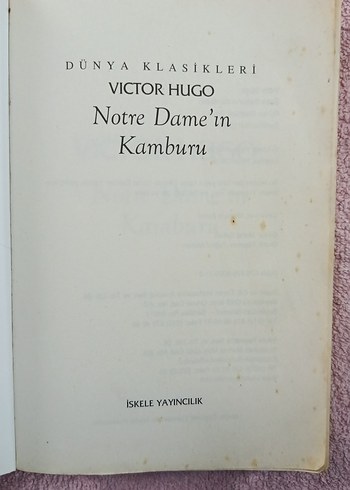 DÜNYA KLASİKLERİ
VICTOR HUGO
Notre Dame'ın
Kamburu
İSKELE YAYINCILIK